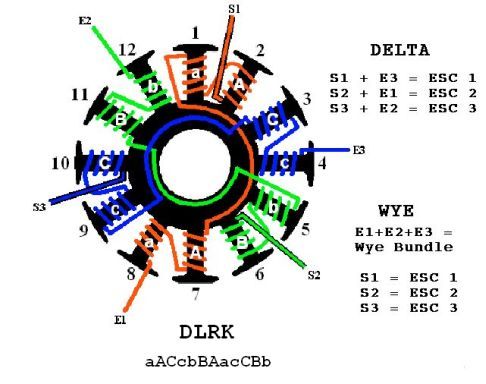 S1
E2
1
12
2
a
b
A
11
3
B
C
10
4
C
c
E3
S3
c
b
9
5
a
A
B
8
7
6
S2
E1
DLRK
aACcbBAacCBb
DELTA
S1 + E3 = ESC 1
S2 + E1 = ESC 2
S3 + E2 = ESC 3
WYE
E1+E2+E3 =
Wye Bundle
S1 = ESC 1
S2 = ESC 2
S3 = ESC 3